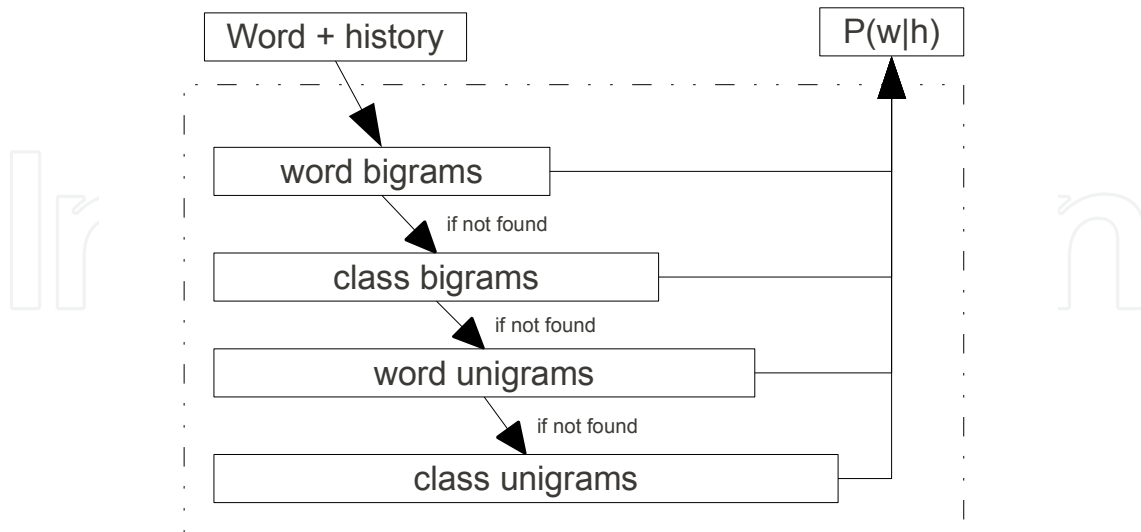 Word + history
P(w|h)
word bigrams
if not found
class bigrams
if not found
word unigrams
if not found
class unigrams